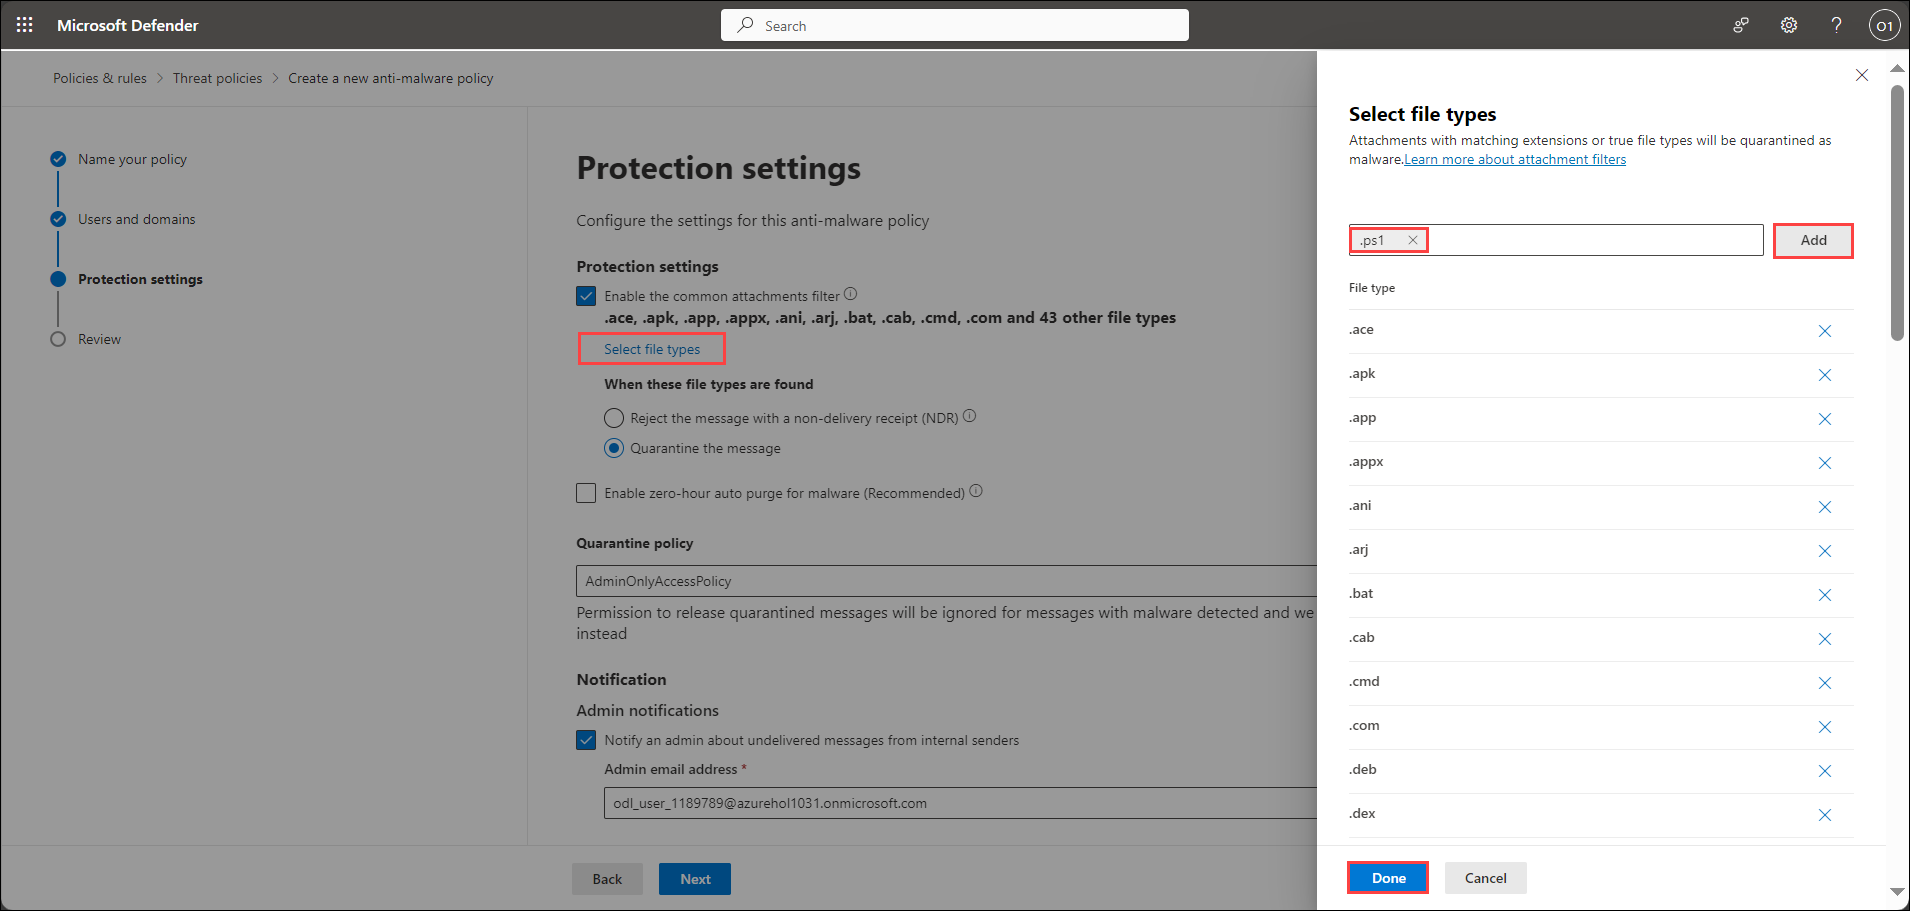 Microsoft Defender
Search
O1
Policies & rules > Threat policies > Create a new anti-malware policy
Name your policy
Users and domains
Protection settings
Review
Protection settings
Configure the settings for this anti-malware policy
Protection settings
Enable the common attachments filter
.ace, .apk, .app, .appx, .ani, .arj, .bat, .cab, .cmd, .com and 43 other file types
Select file types
When these file types are found
Reject the message with a non-delivery receipt (NDR)
Quarantine the message
Enable zero-hour auto purge for malware (Recommended)
Quarantine policy
AdminOnlyAccessPolicy
Permission to release quarantined messages will be ignored for messages with malware detected and we
instead
Notification
Admin notifications
Notify an admin about undelivered messages from internal senders
Admin email address *
odl_user_1189789@azurehol1031.onmicrosoft.com
Back
Next
Select file types
Attachments with matching extensions or true file types will be quarantined as
malware.Learn more about attachment filters
.ps1
Add
File type
.ace
.apk
.app
.appx
.ani
.arj
.bat
.cab
.cmd
.com
.deb
.dex
Done
Cancel